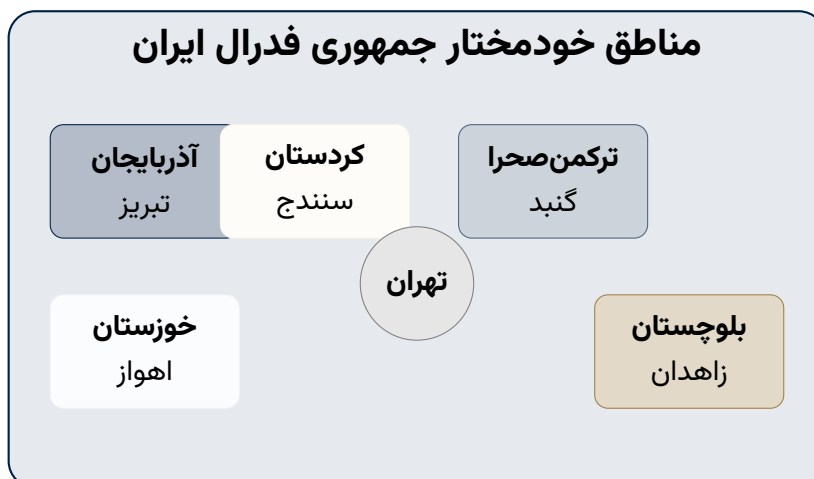 مناطق خودمختار جمهوری فدرال ایران
ترکمن‌صحرا
گنبد
کردستان
سنندج
آذربایجان
تبریز
تهران
بلوچستان
زاهدان
خوزستان
اهواز